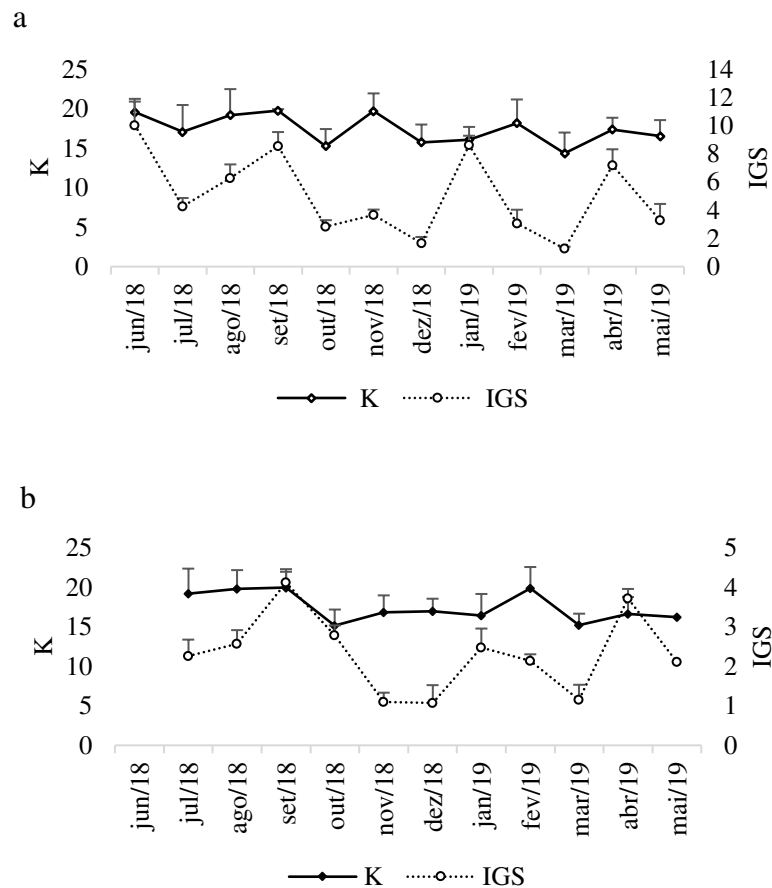 a
25
20
15
10
5
0
K
14
12
10
8
6
4
2
0
IGS
jun/18
jul/18
ago/18
set/18
out/18
nov/18
dez/18
jan/19
fev/19
mar/19
abr/19
mai/19
K IGS
b
25
20
15
10
5
0
K
5
4
3
2
1
0
IGS
jun/18
jul/18
ago/18
set/18
out/18
nov/18
dez/18
jan/19
fev/19
mar/19
abr/19
mai/19
K IGS